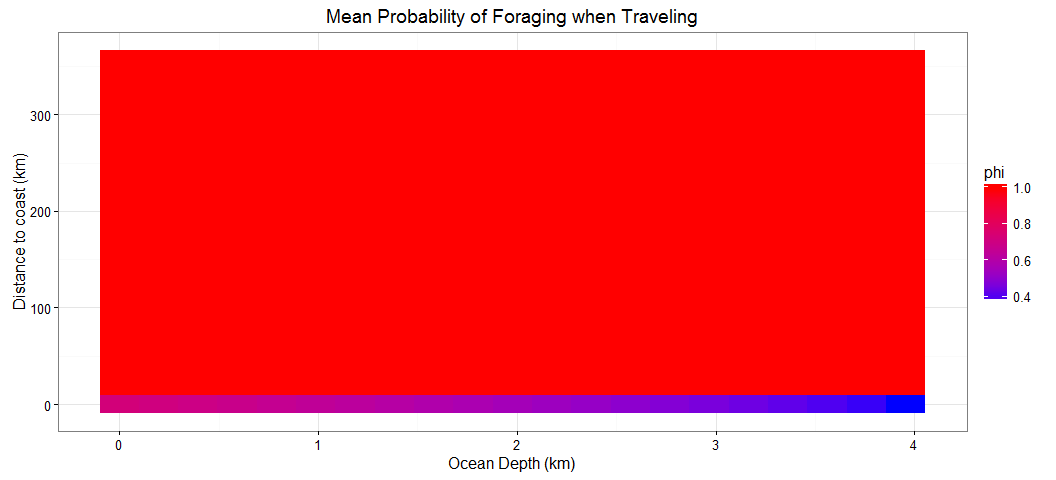 Mean Probability of Foraging when Traveling
Distance to coast (km)
300
200
100
0
0 1 2 3 4
Ocean Depth (km)
phi
1.0
0.8
0.6
0.4